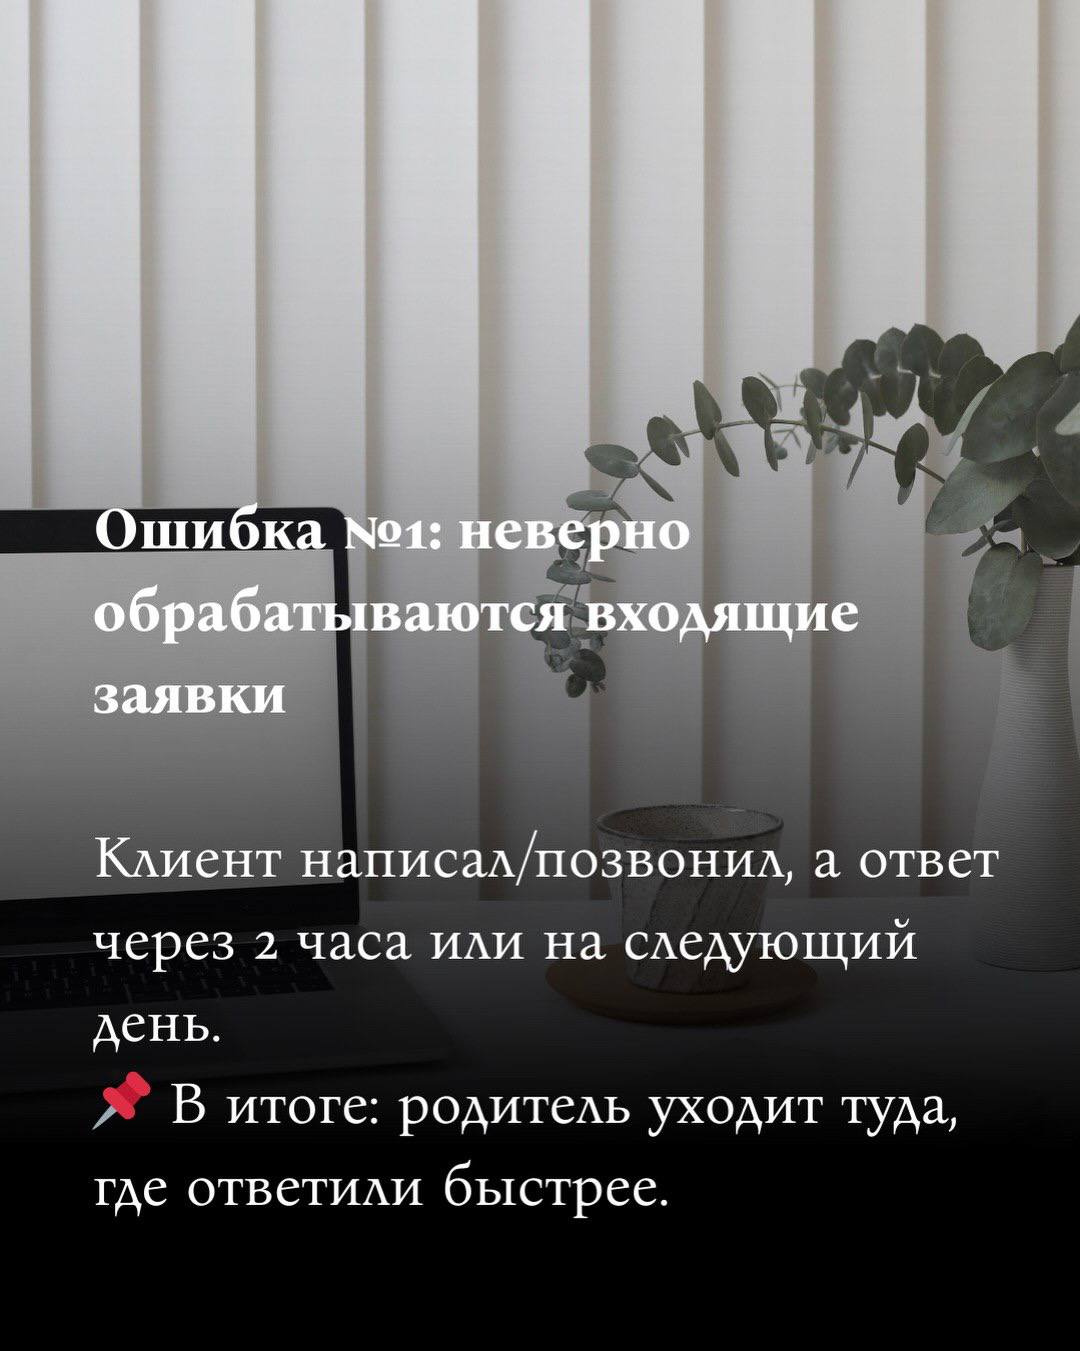 Ошибка №1: неверно
обрабатываются входящие
заявки
Клиент написал/позвонил, а ответ
через 2 часа или на следующий
день.
📌 В итоге: родитель уходит туда,
где ответили быстрее.